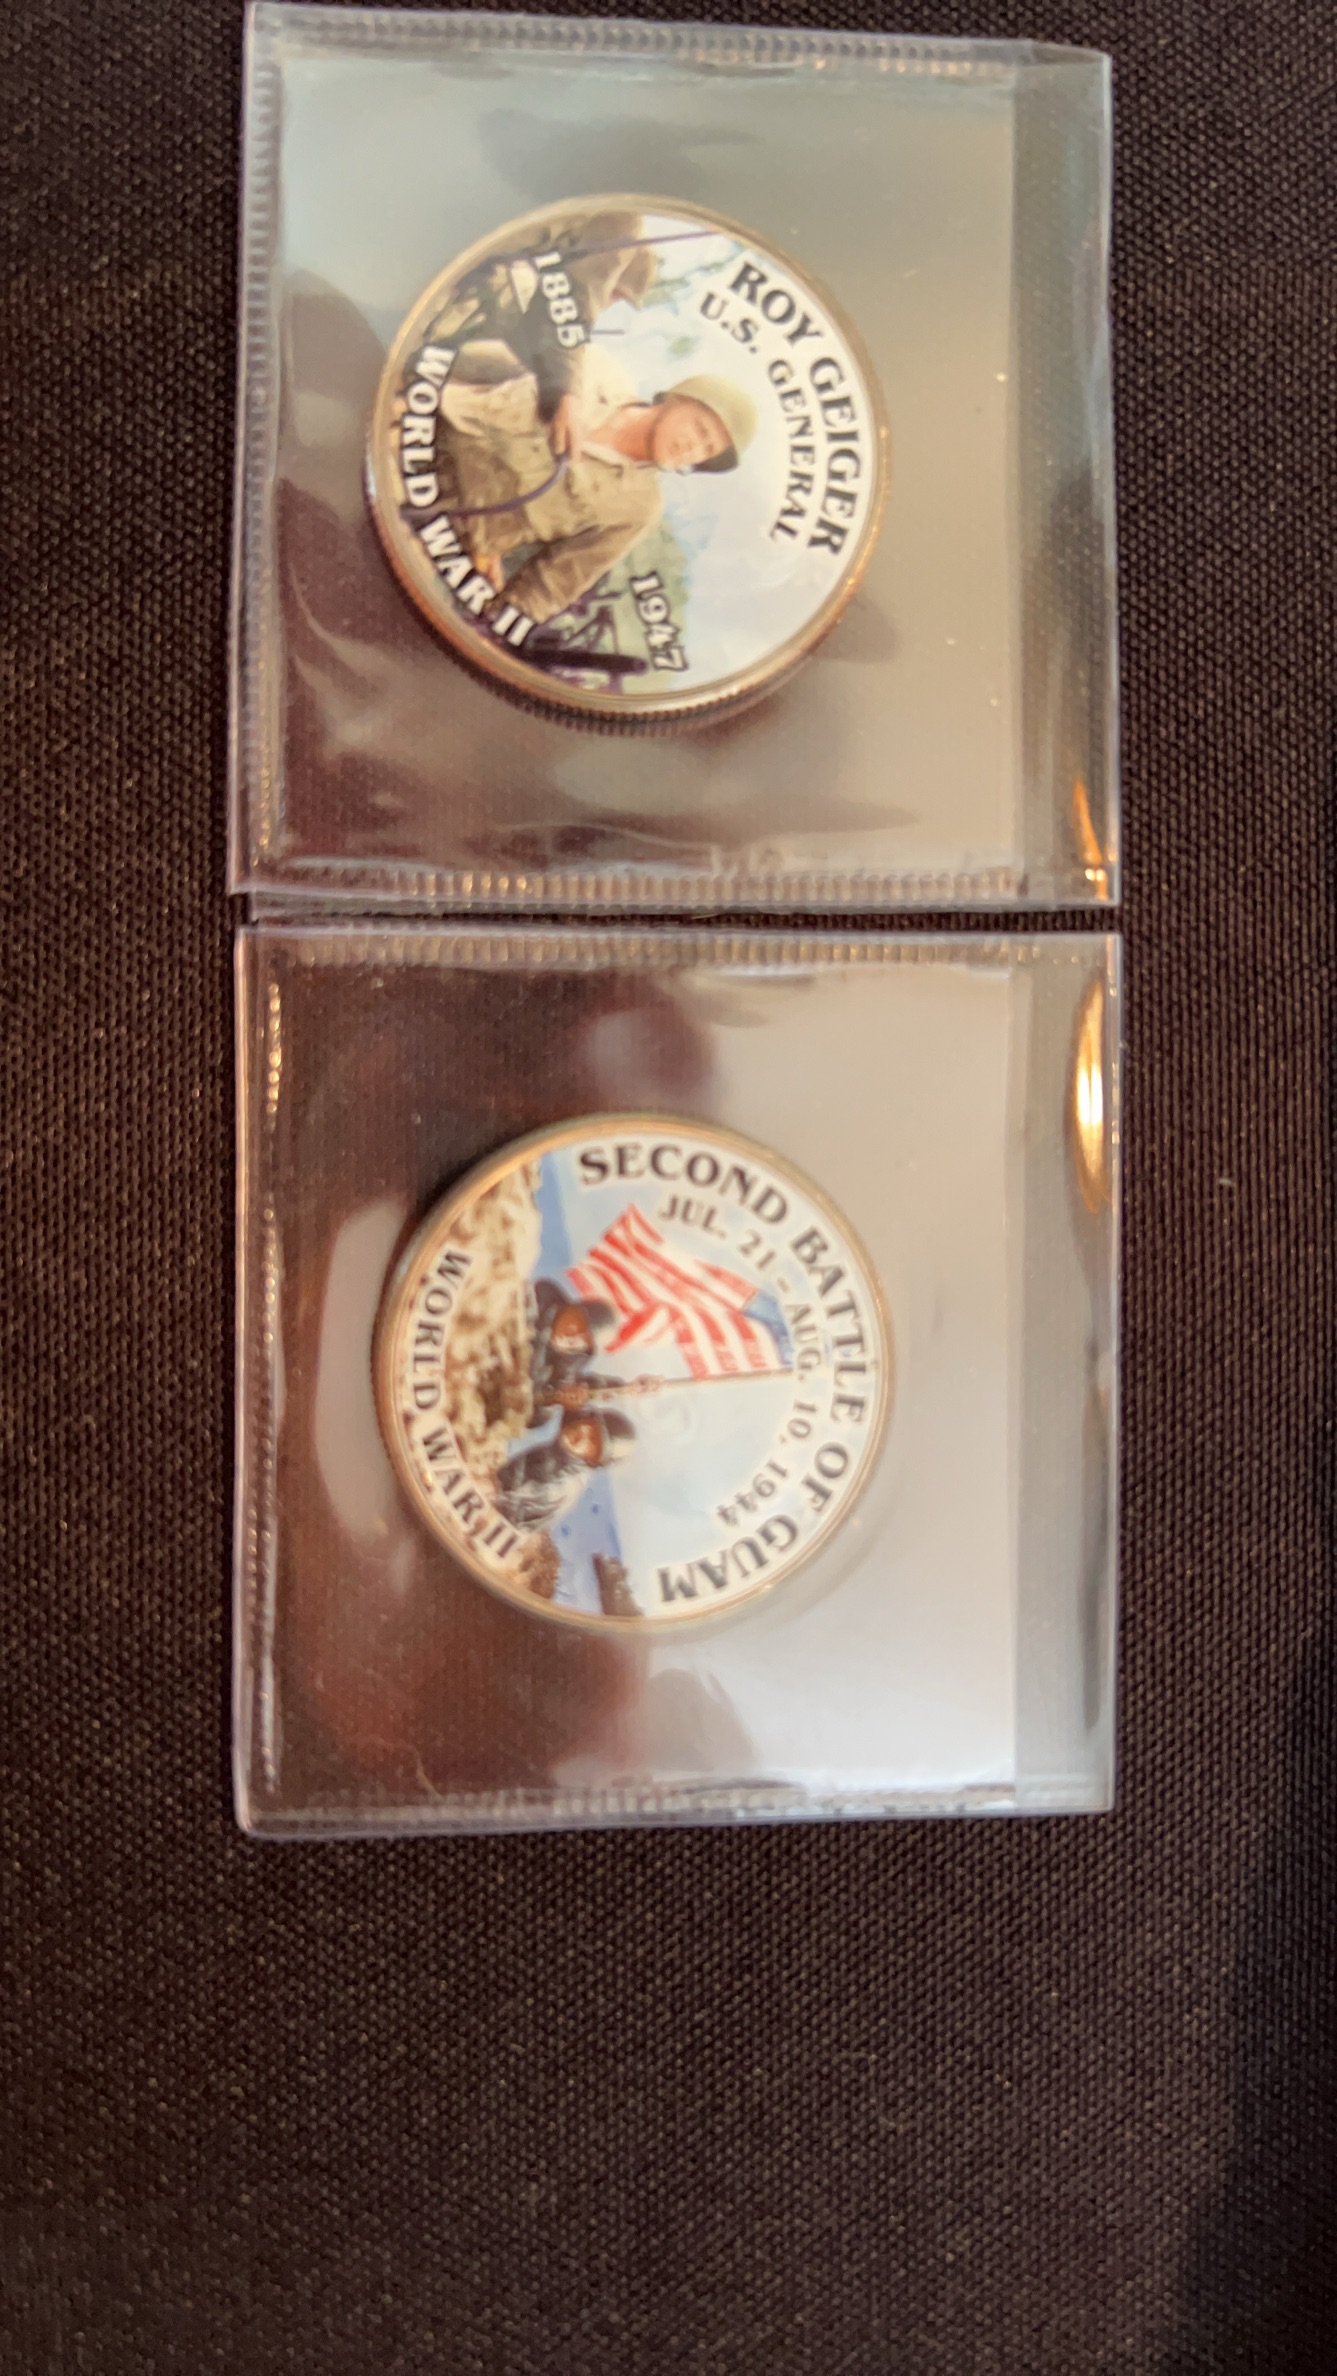 ROY GEIGER
U.S. GENERAL
1885
1947
WORLD WAR II
SECOND BATTLE OF GUAM
JUL. 21 - AUG. 10, 1944
WORLD WAR II